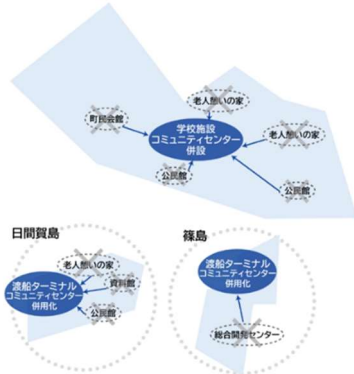 老人憩いの家
町民会館
学校施設
コミュニティセンター
併設
老人憩いの家
公民館
公民館
日間賀島
老人憩いの家
渡船ターミナル
コミュニティセンター
併用化
資料館
公民館
篠島
渡船ターミナル
コミュニティセンター
併用化
総合開発センター